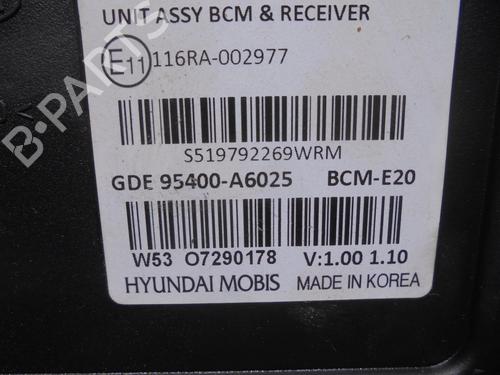 UNIT ASSY BCM & RECEIVER
E11 116RA-002977
S519792269WRM
GDE 95400-A6025 BCM-E20
W53 O7290178 V:1.00 1.10
HYUNDAI MOBIS MADE IN KOREA
B-PARTS